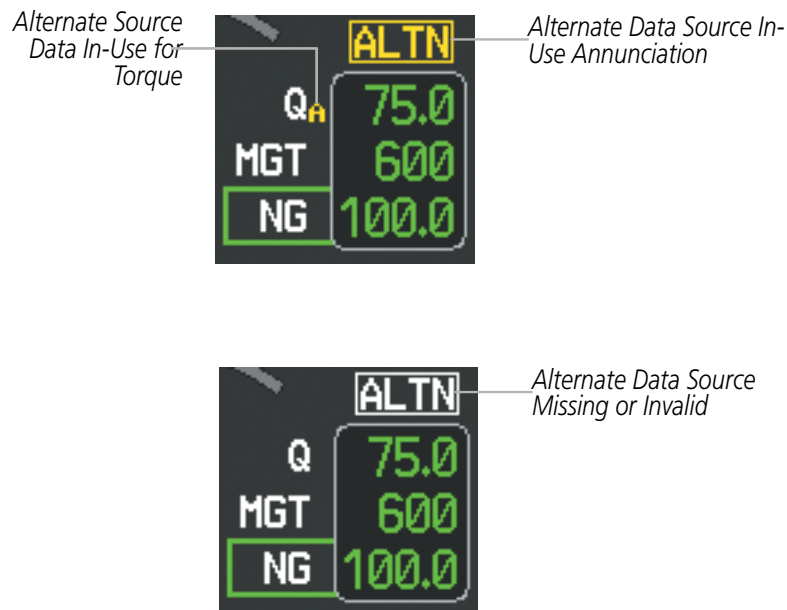 Alternate Source
Data In-Use for
Torque
ALTN
Alternate Data Source In-
Use Annunciation
QA 75.0
MGT 600
NG 100.0
ALTN
Alternate Data Source
Missing or Invalid
Q 75.0
MGT 600
NG 100.0